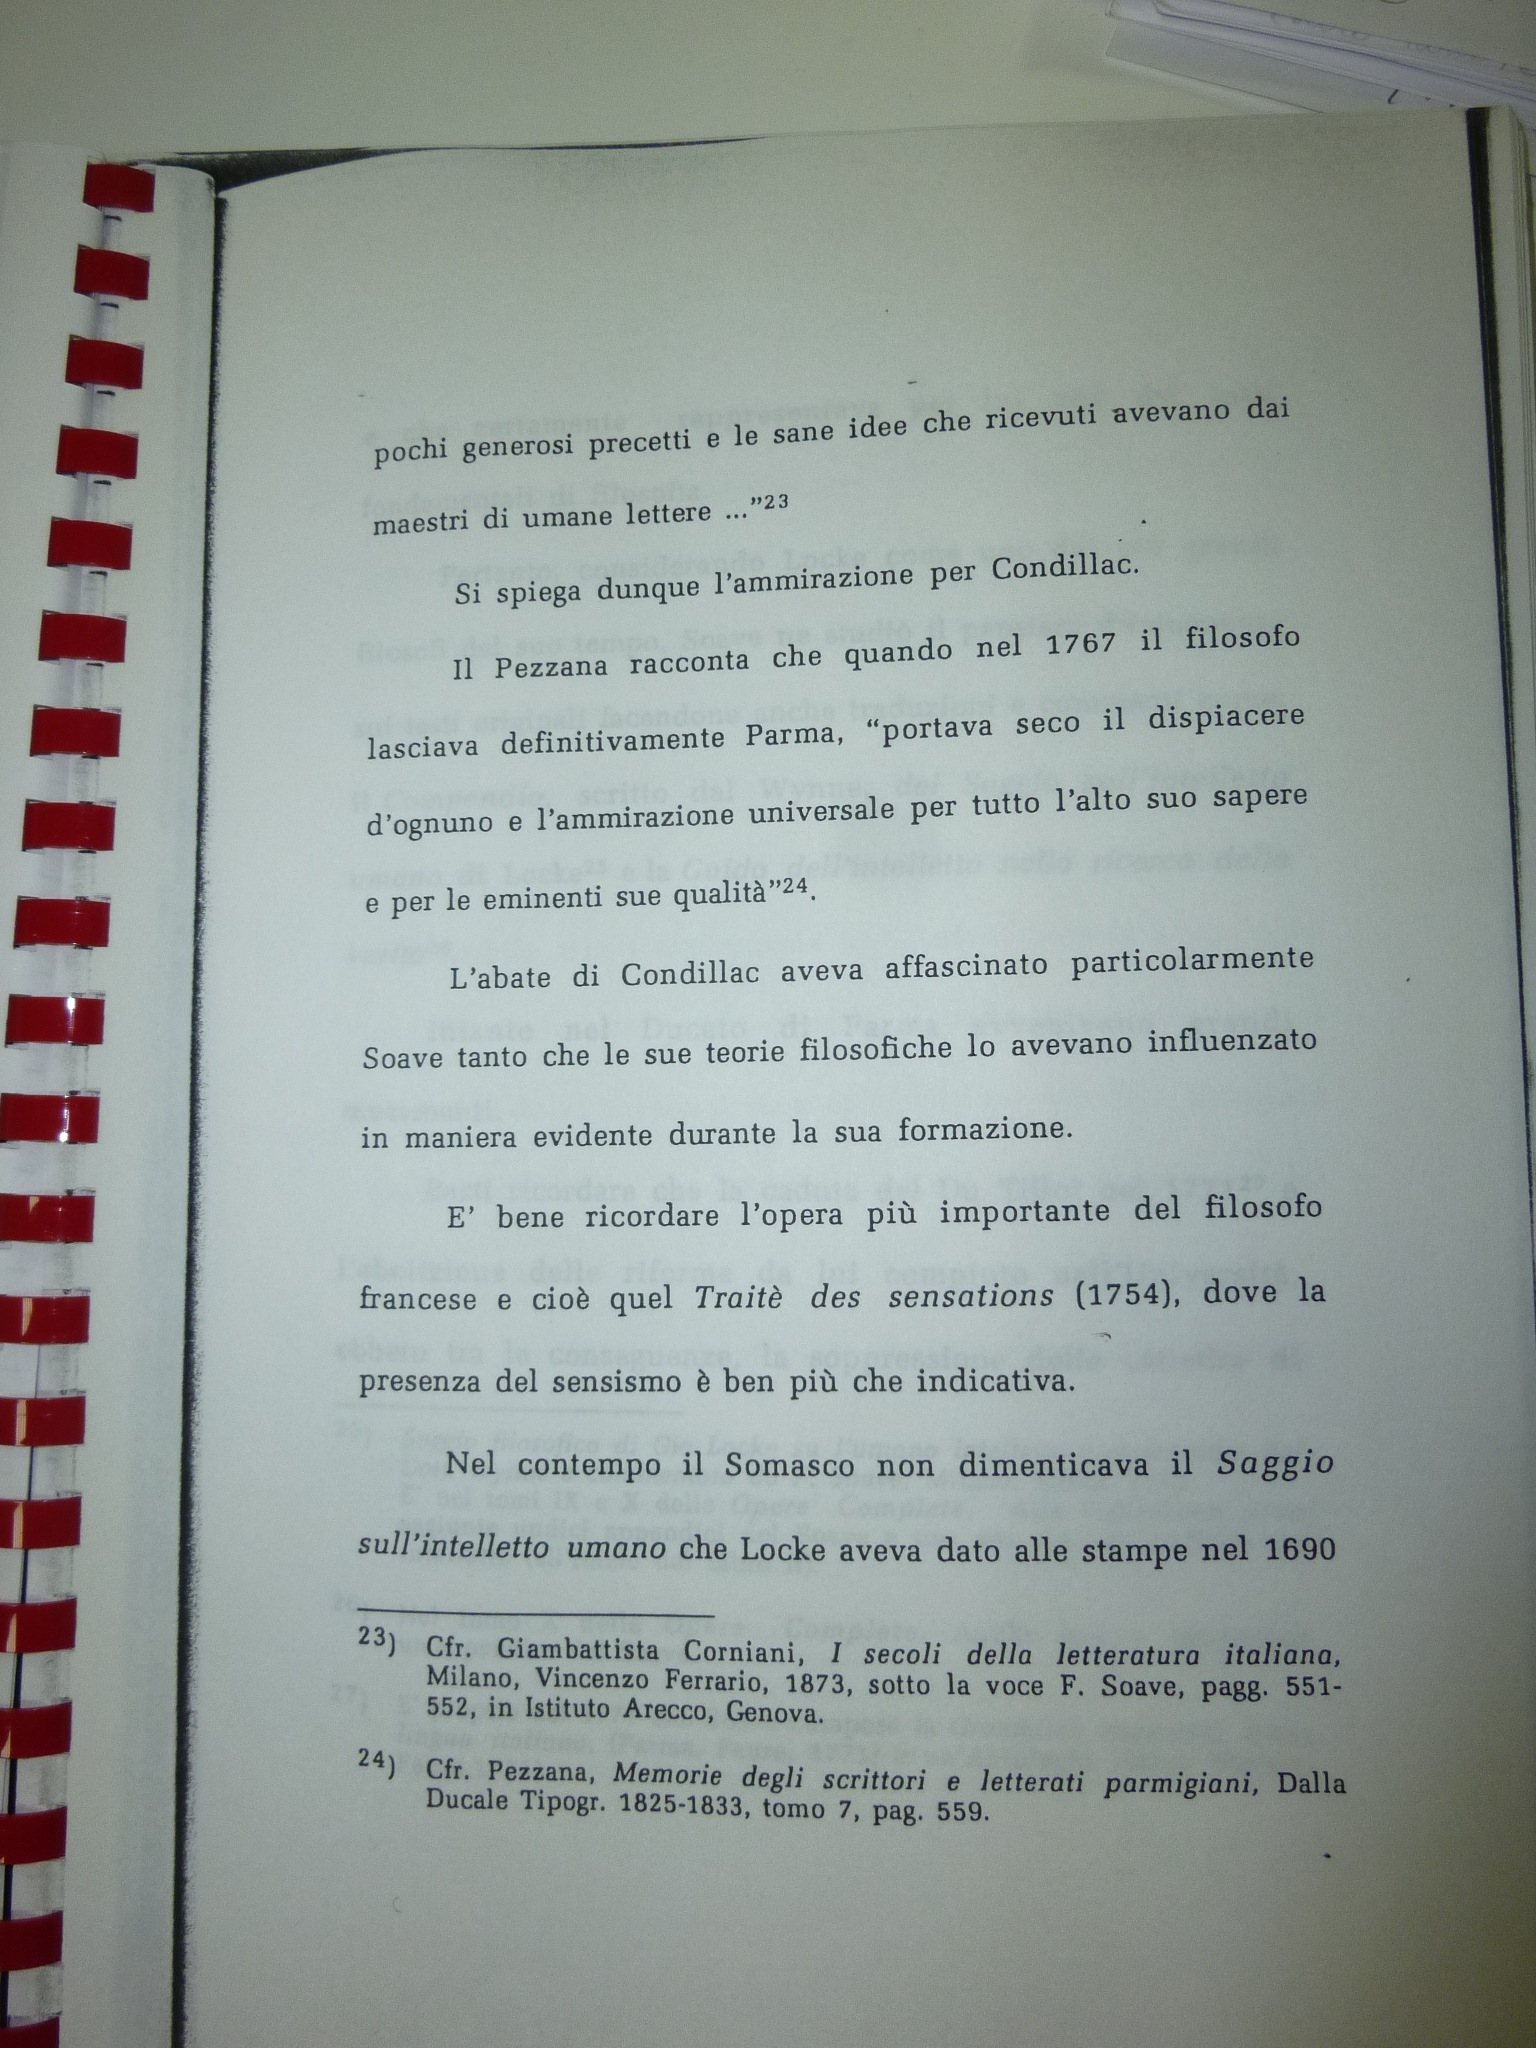 pochi generosi precetti e le sane idee che ricevuti avevano dai
maestri di umane lettere ..."23
Si spiega dunque l'ammirazione per Condillac.
Il Pezzana racconta che quando nel 1767 il filosofo
lasciava definitivamente Parma, “portava seco il dispiacere
d'ognuno e l'ammirazione universale per tutto l'alto suo sapere
e per le eminenti sue qualità”24.
L'abate di Condillac aveva affascinato particolarmente
Soave tanto che le sue teorie filosofiche lo avevano influenzato
in maniera evidente durante la sua formazione.
E' bene ricordare l'opera più importante del filosofo
francese e cioè quel Traitè des sensations (1754), dove la
presenza del sensismo è ben più che indicativa.
Nel contempo il Somasco non dimenticava il Saggio
sull'intelletto umano che Locke aveva dato alle stampe nel 1690
23) Cfr. Giambattista Corniani, I secoli della letteratura italiana,
Milano, Vincenzo Ferrario, 1873, sotto la voce F. Soave, pagg. 551-
552, in Istituto Arecco, Genova.
24) Cfr. Pezzana, Memorie degli scrittori e letterati parmigiani, Dalla
Ducale Tipogr. 1825-1833, tomo 7, pag. 559.